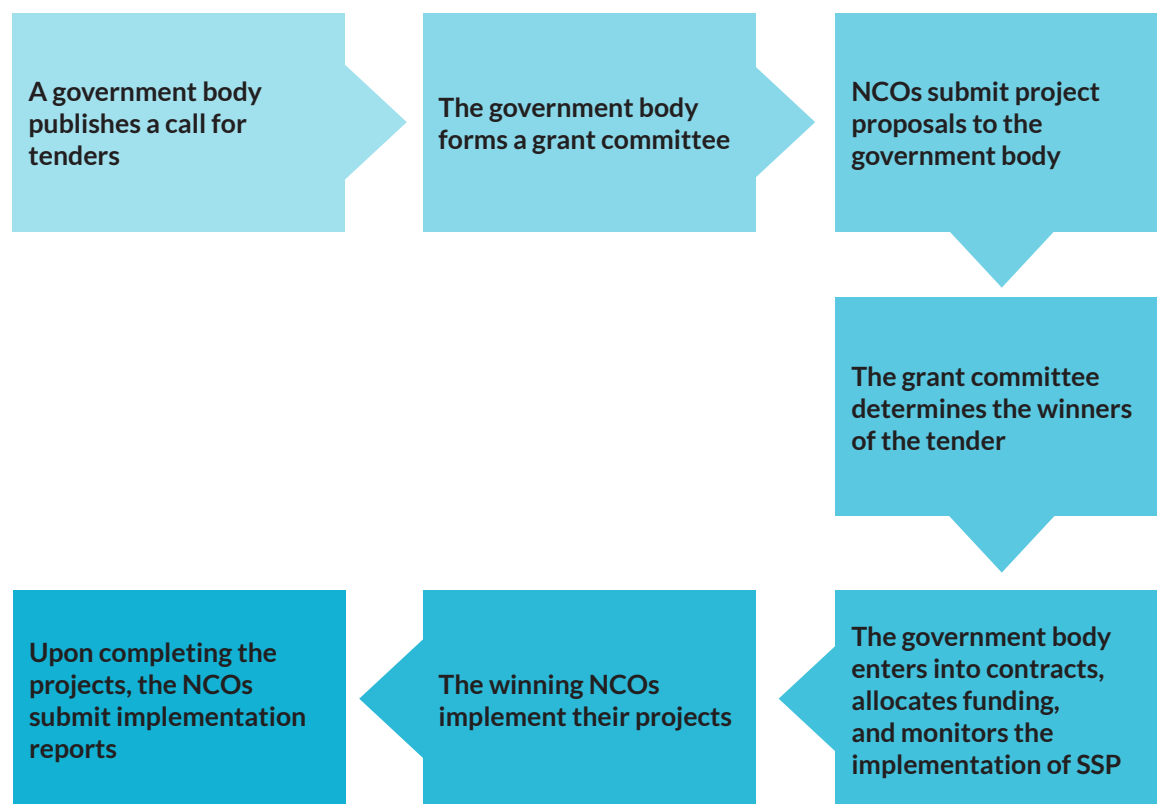 A government body
publishes a call for
tenders
The government body
forms a grant committee
NCOs submit project
proposals to the
government body
The grant committee
determines the winners
of the tender
The government body
enters into contracts,
allocates funding,
and monitors the
implementation of SSP
The winning NCOs
implement their projects
Upon completing the
projects, the NCOs
submit implementation
reports